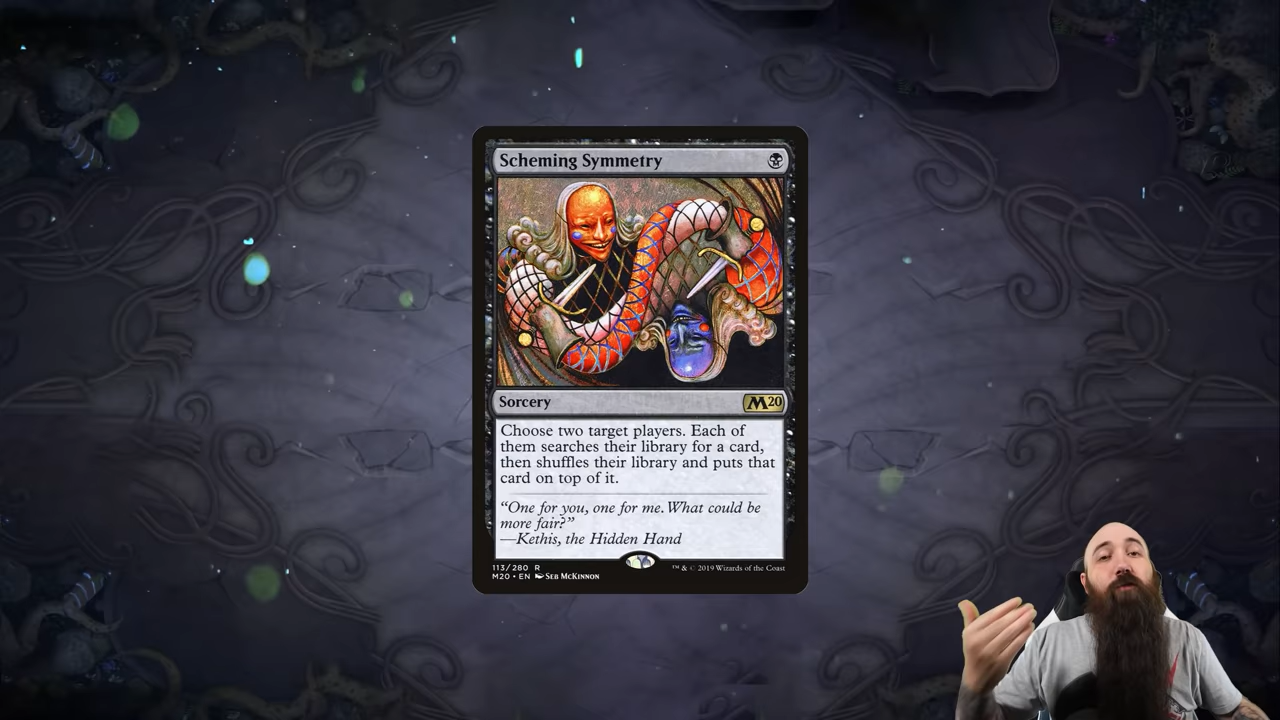 Scheming Symmetry
Sorcery
M20
Choose two target players. Each of
them searches their library for a card,
then shuffles their library and puts that
card on top of it.
“One for you, one for me. What could be
more fair?”
—Kethis, the Hidden Hand
113/280 R
M20 • EN SEB MCKINNON
™ & © 2019 Wizards of the Coast